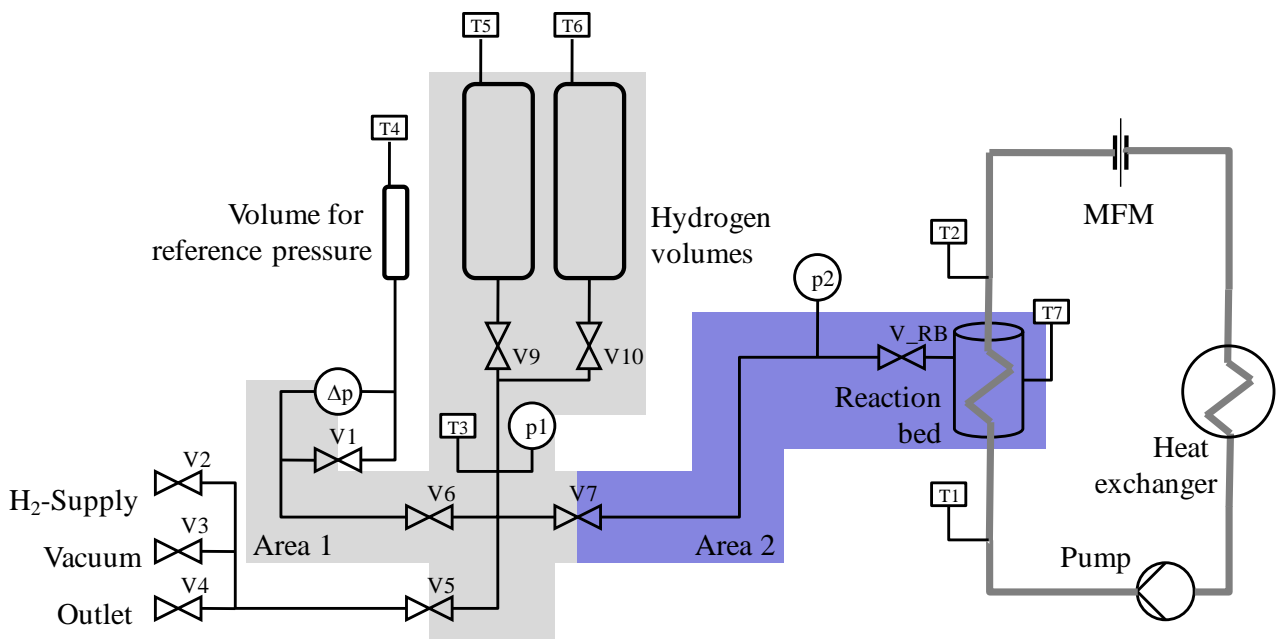 T5
T6
T4
Volume for
reference pressure
Hydrogen
volumes
MFM
T2
p2
T7
V9
V10
V_RB
Δp
Reaction
bed
T3
p1
V1
Heat
exchanger
V2
H₂-Supply
V6
V7
T1
V3
Vacuum
Area 1
Area 2
Pump
V4
V5
Outlet